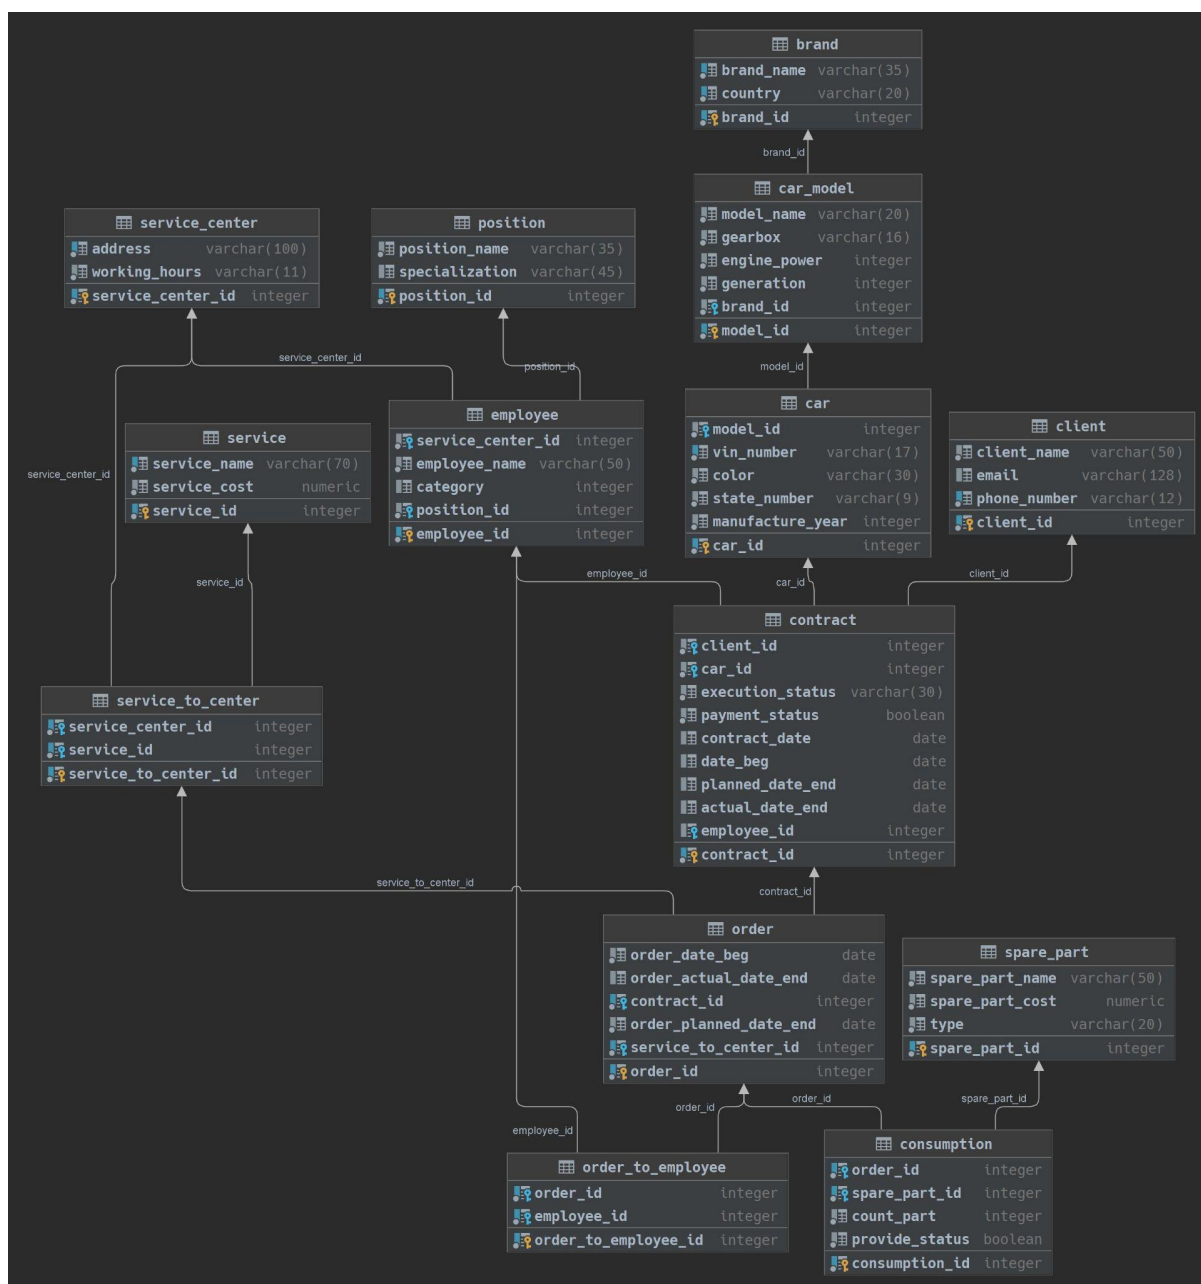 brand
brand_name varchar(35)
country varchar(20)
brand_id integer
brand_id
car_model
model_name varchar(20)
gearbox varchar(16)
engine_power integer
generation integer
brand_id integer
model_id integer
service_center
address varchar(100)
working_hours varchar(11)
service_center_id integer
position
position_name varchar(35)
specialization varchar(45)
position_id integer
service_center_id
position_id
model_id
employee
service_center_id integer
employee_name varchar(50)
category integer
position_id integer
employee_id integer
car
model_id integer
vin_number varchar(17)
color varchar(30)
state_number varchar(9)
manufacture_year integer
car_id integer
client
client_name varchar(50)
email varchar(128)
phone_number varchar(12)
client_id integer
service
service_name varchar(70)
service_cost numeric
service_id integer
service_center_id
service_id
employee_id
car_id
client_id
contract
client_id integer
car_id integer
execution_status varchar(30)
payment_status boolean
contract_date date
date_beg date
planned_date_end date
actual_date_end date
employee_id integer
contract_id integer
service_to_center
service_center_id integer
service_id integer
service_to_center_id integer
service_to_center_id
contract_id
order
order_date_beg date
order_actual_date_end date
contract_id integer
order_planned_date_end date
service_to_center_id integer
order_id integer
spare_part
spare_part_name varchar(50)
spare_part_cost numeric
type varchar(20)
spare_part_id integer
employee_id
order_id
order_id
spare_part_id
order_to_employee
order_id integer
employee_id integer
order_to_employee_id integer
consumption
order_id integer
spare_part_id integer
count_part integer
provide_status boolean
consumption_id integer